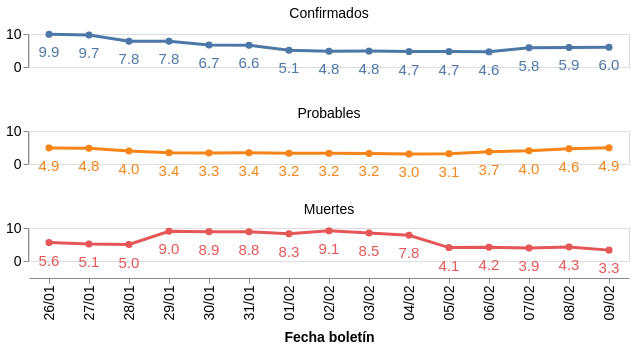 Confirmados
10
0
9.9 9.7 7.8 7.8 6.7 6.6 5.1 4.8 4.8 4.7 4.7 4.6 5.8 5.9 6.0
Probables
10
0
4.9 4.8 4.0 3.4 3.3 3.4 3.2 3.2 3.2 3.0 3.1 3.7 4.0 4.6 4.9
Muertes
10
0
5.6 5.1 5.0 9.0 8.9 8.8 8.3 9.1 8.5 7.8 4.1 4.2 3.9 4.3 3.3
26/01 27/01 28/01 29/01 30/01 31/01 01/02 02/02 03/02 04/02 05/02 06/02 07/02 08/02 09/02
Fecha boletín